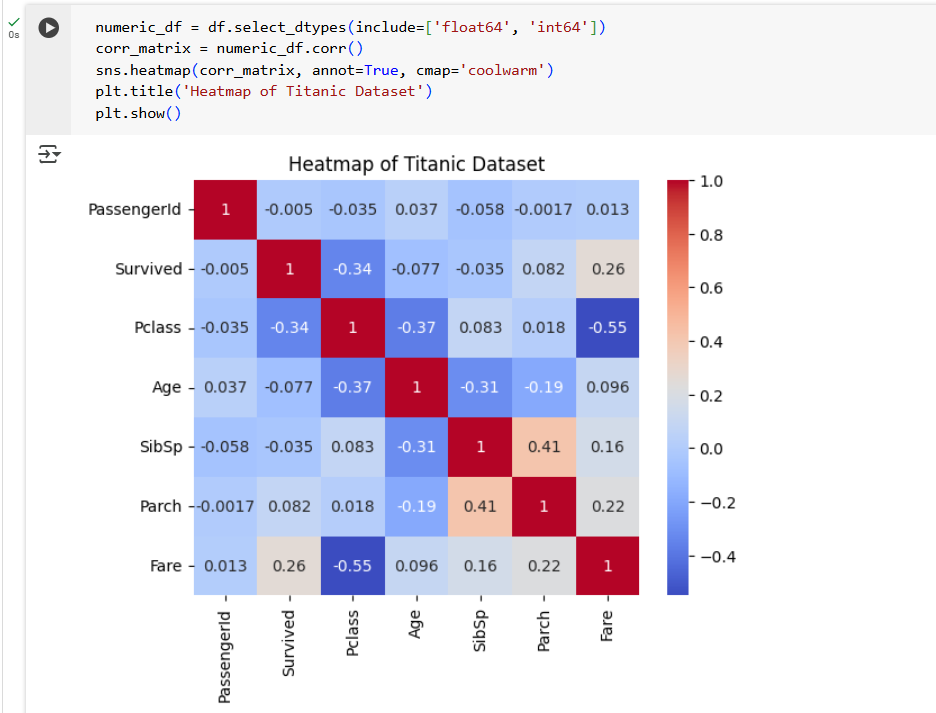 numeric_df = df.select_dtypes(include=['float64', 'int64'])
corr_matrix = numeric_df.corr()
0s
sns.heatmap(corr_matrix, annot=True, cmap='coolwarm')
plt.title('Heatmap of Titanic Dataset')
plt.show()
Heatmap of Titanic Dataset
PassengerId 1 -0.005 -0.035 0.037 -0.058 -0.0017 0.013
Survived -0.005 1 -0.34 -0.077 -0.035 0.082 0.26
Pclass -0.035 -0.34 1 -0.37 0.083 0.018 -0.55
Age 0.037 -0.077 -0.37 1 -0.31 -0.19 0.096
SibSp -0.058 -0.035 0.083 -0.31 1 0.41 0.16
Parch -0.0017 0.082 0.018 -0.19 0.41 1 0.22
Fare 0.013 0.26 -0.55 0.096 0.16 0.22 1
PassengerId
Survived
Pclass
Age
SibSp
Parch
Fare
1.0
0.8
0.6
0.4
0.2
0.0
−0.2
−0.4